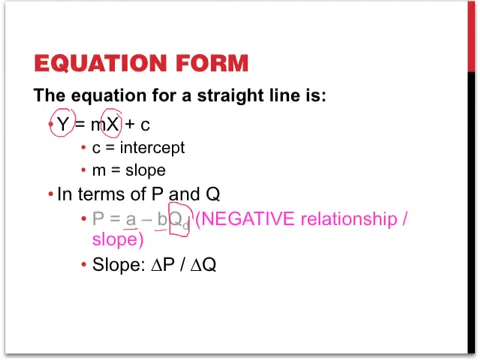 EQUATION FORM
The equation for a straight line is:
• Y = mX + c
• c = intercept
• m = slope
• In terms of P and Q
• P = a – bQd (NEGATIVE relationship /
slope)
• Slope: ∆P / ∆Q